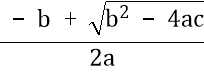 − b + √b² − 4ac
2a